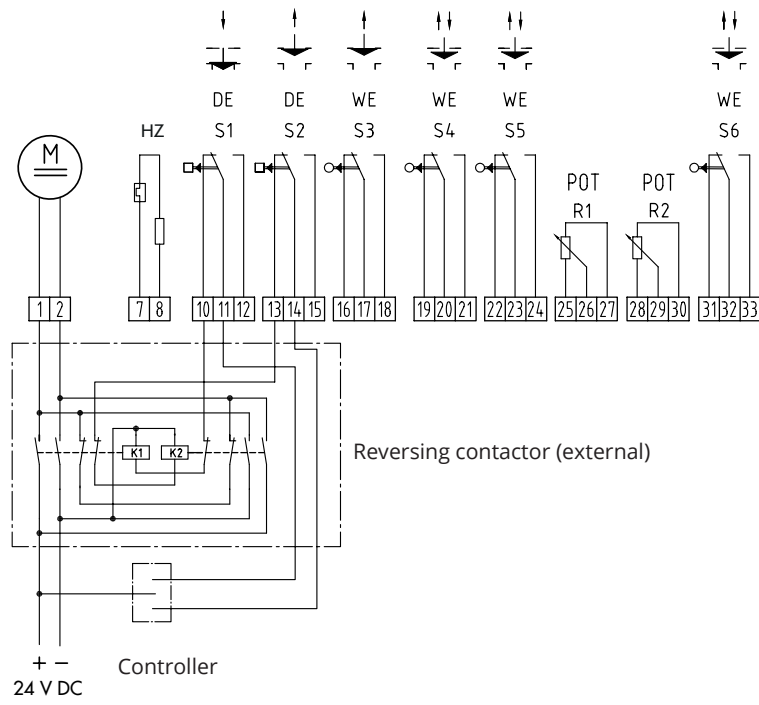 DE DE WE WE WE WE
HZ S1 S2 S3 S4 S5 S6
M
POT POT
R1 R2
1 2 7 8 10 11 12 13 14 15 16 17 18 19 20 21 22 23 24 25 26 27 28 29 30 31 32 33
K1 K2
Reversing contactor (external)
Controller
+ −
24 V DC